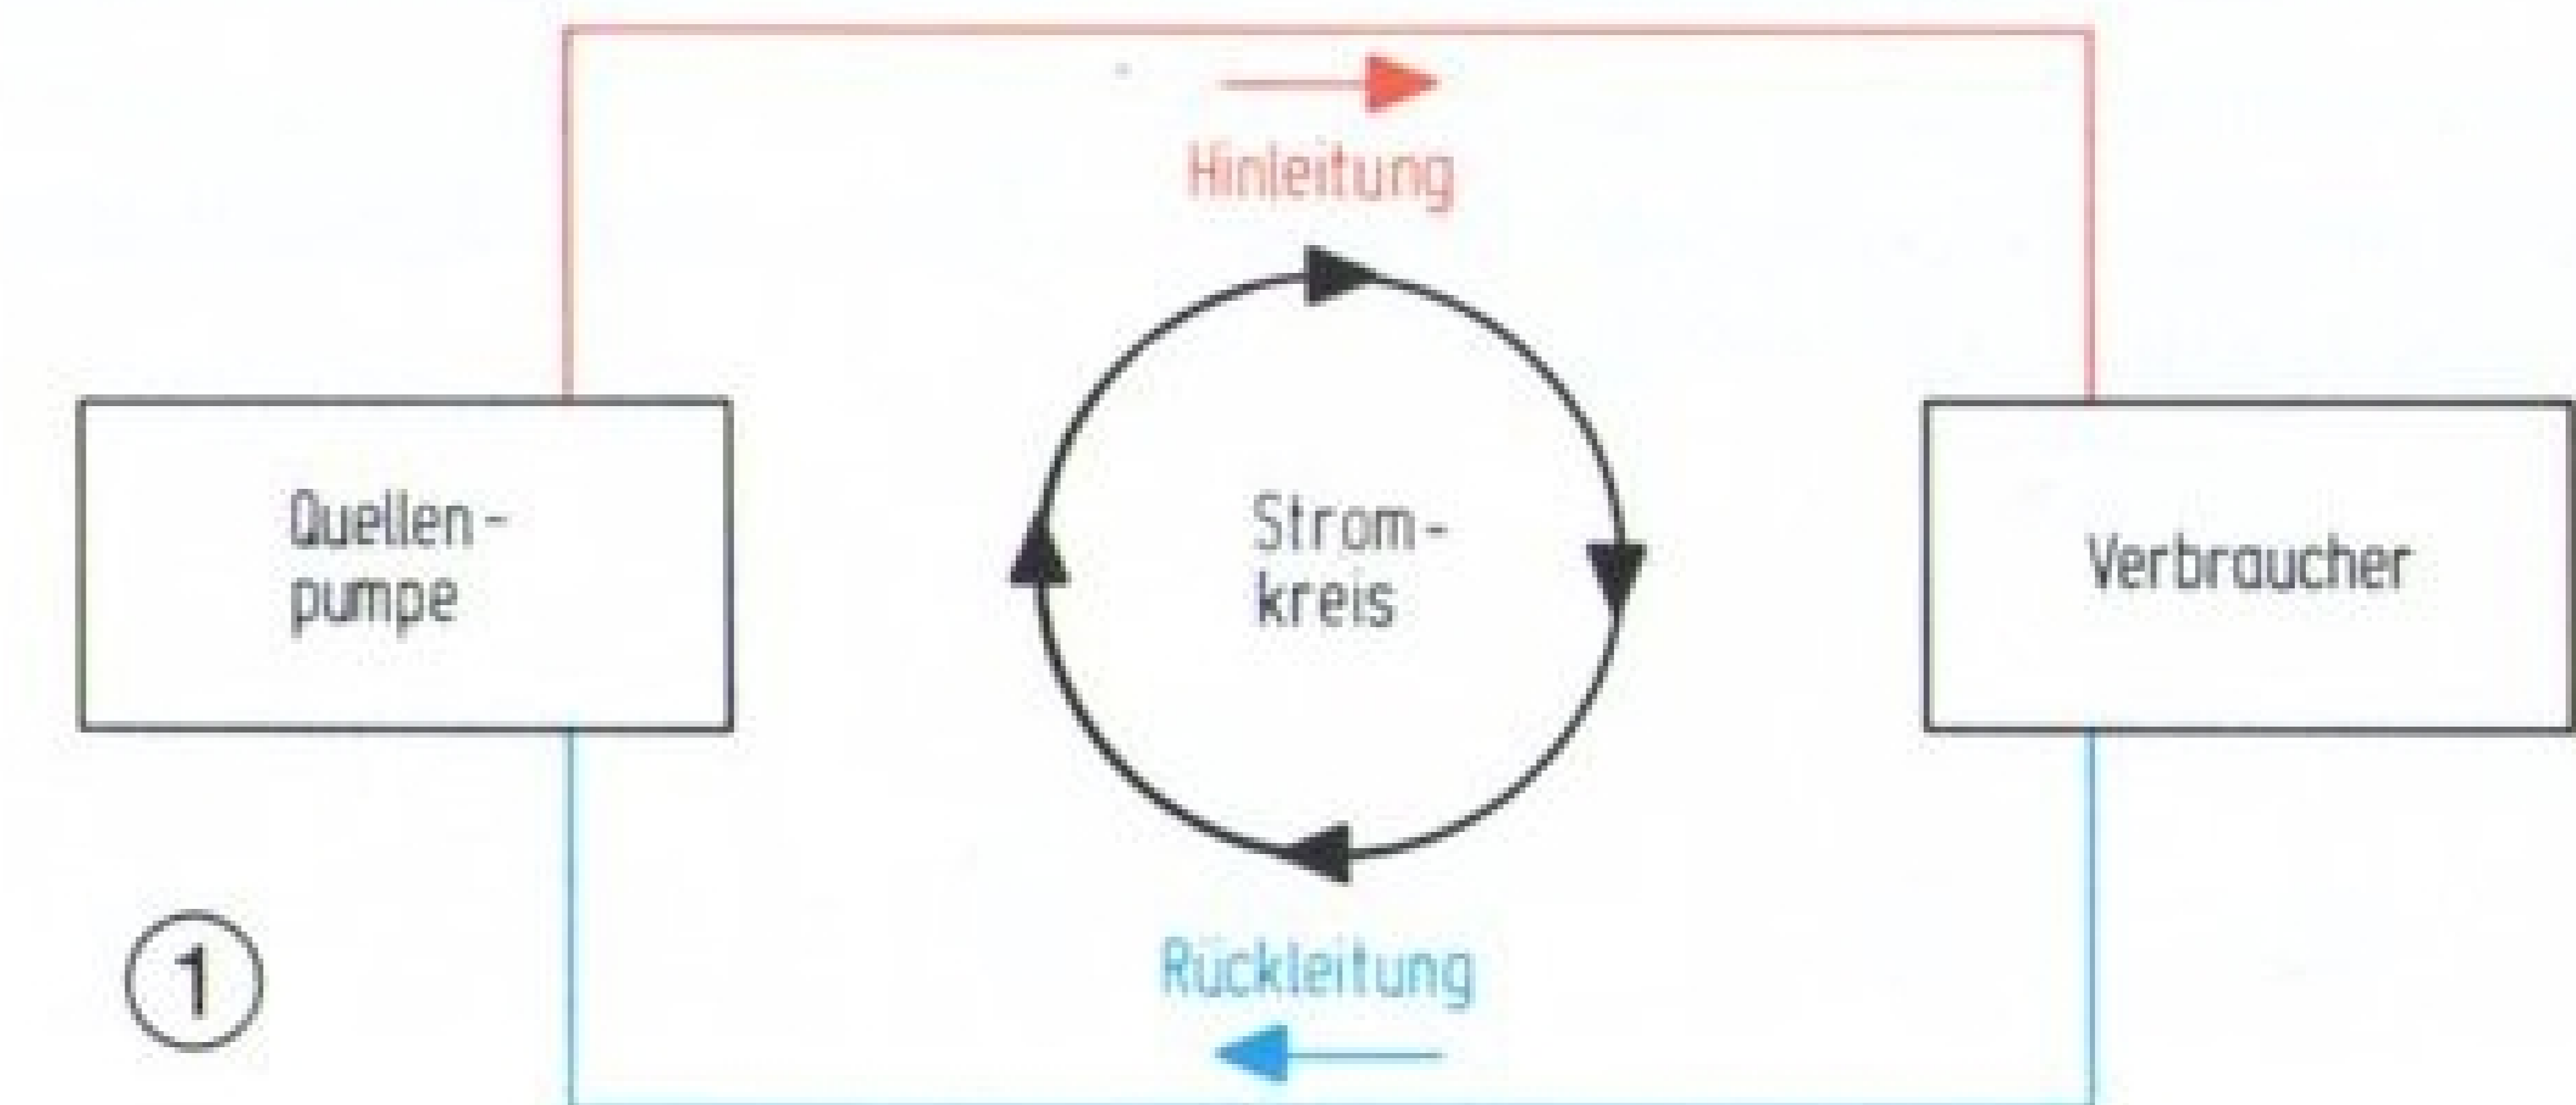 Hinleitung
Quellen-
pumpe
Strom-
kreis
Verbraucher
Rückleitung
1